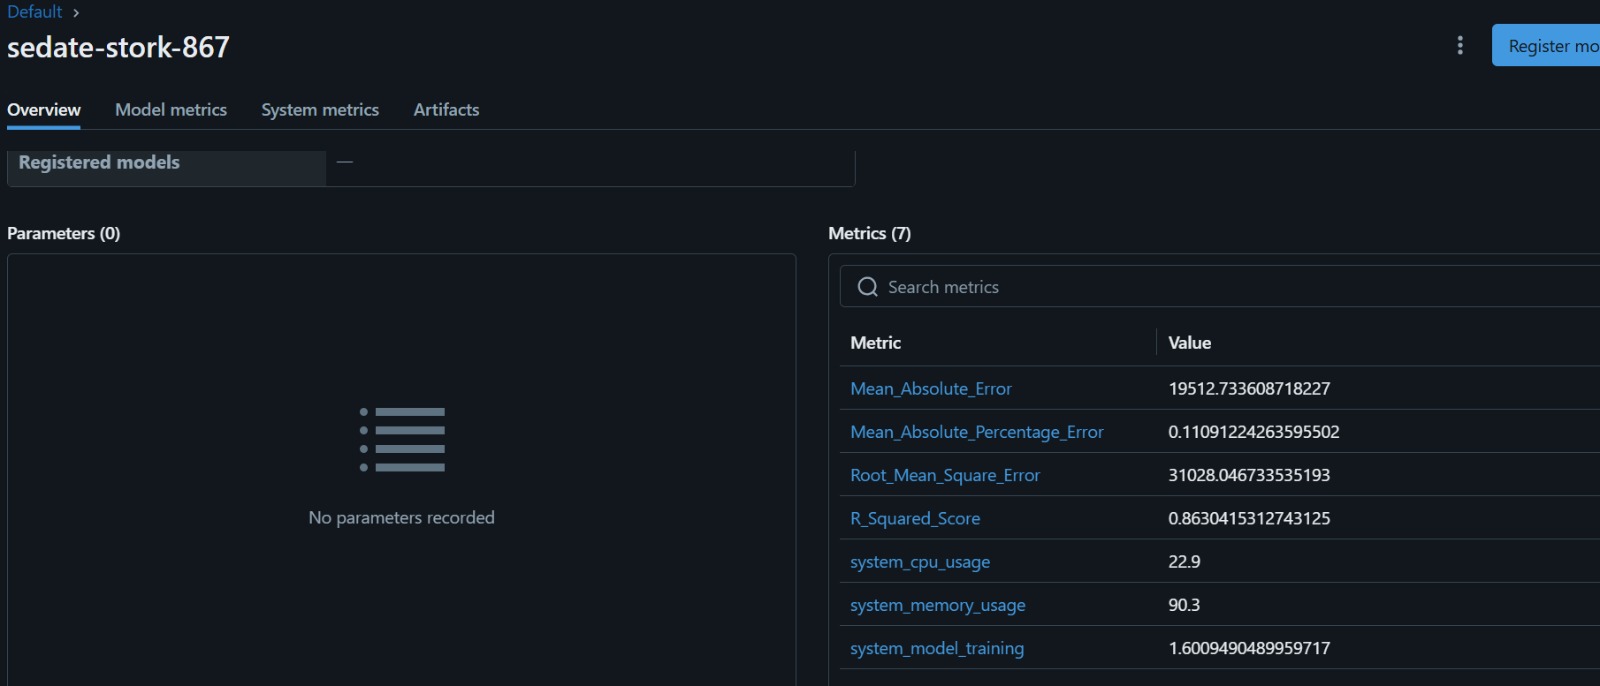 Default >
sedate-stork-867
Register mo
Overview Model metrics System metrics Artifacts
Registered models —
Parameters (0)
No parameters recorded
Metrics (7)
Search metrics
Metric Value
Mean_Absolute_Error 19512.733608718227
Mean_Absolute_Percentage_Error 0.11091224263595502
Root_Mean_Square_Error 31028.046733535193
R_Squared_Score 0.8630415312743125
system_cpu_usage 22.9
system_memory_usage 90.3
system_model_training 1.6009490489959717